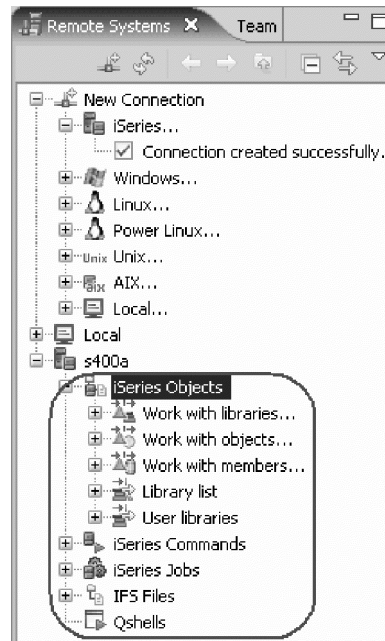 Remote Systems Team
New Connection
iSeries...
Connection created successfully.
Windows...
Linux...
Power Linux...
Unix Unix...
AIX AIX...
Local...
Local
s400a
iSeries Objects
Work with libraries...
Work with objects...
Work with members...
Library list
User libraries
iSeries Commands
iSeries Jobs
IFS Files
Qshells